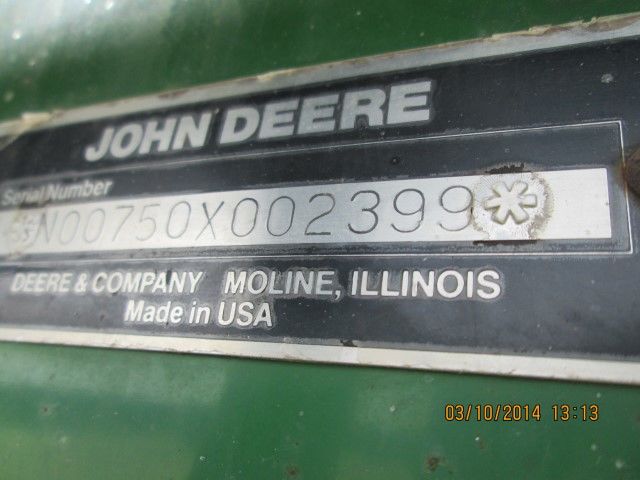 JOHN DEERE
Serial Number
*N00750X002399*
DEERE & COMPANY MOLINE, ILLINOIS
Made in USA
03/10/2014 13:13